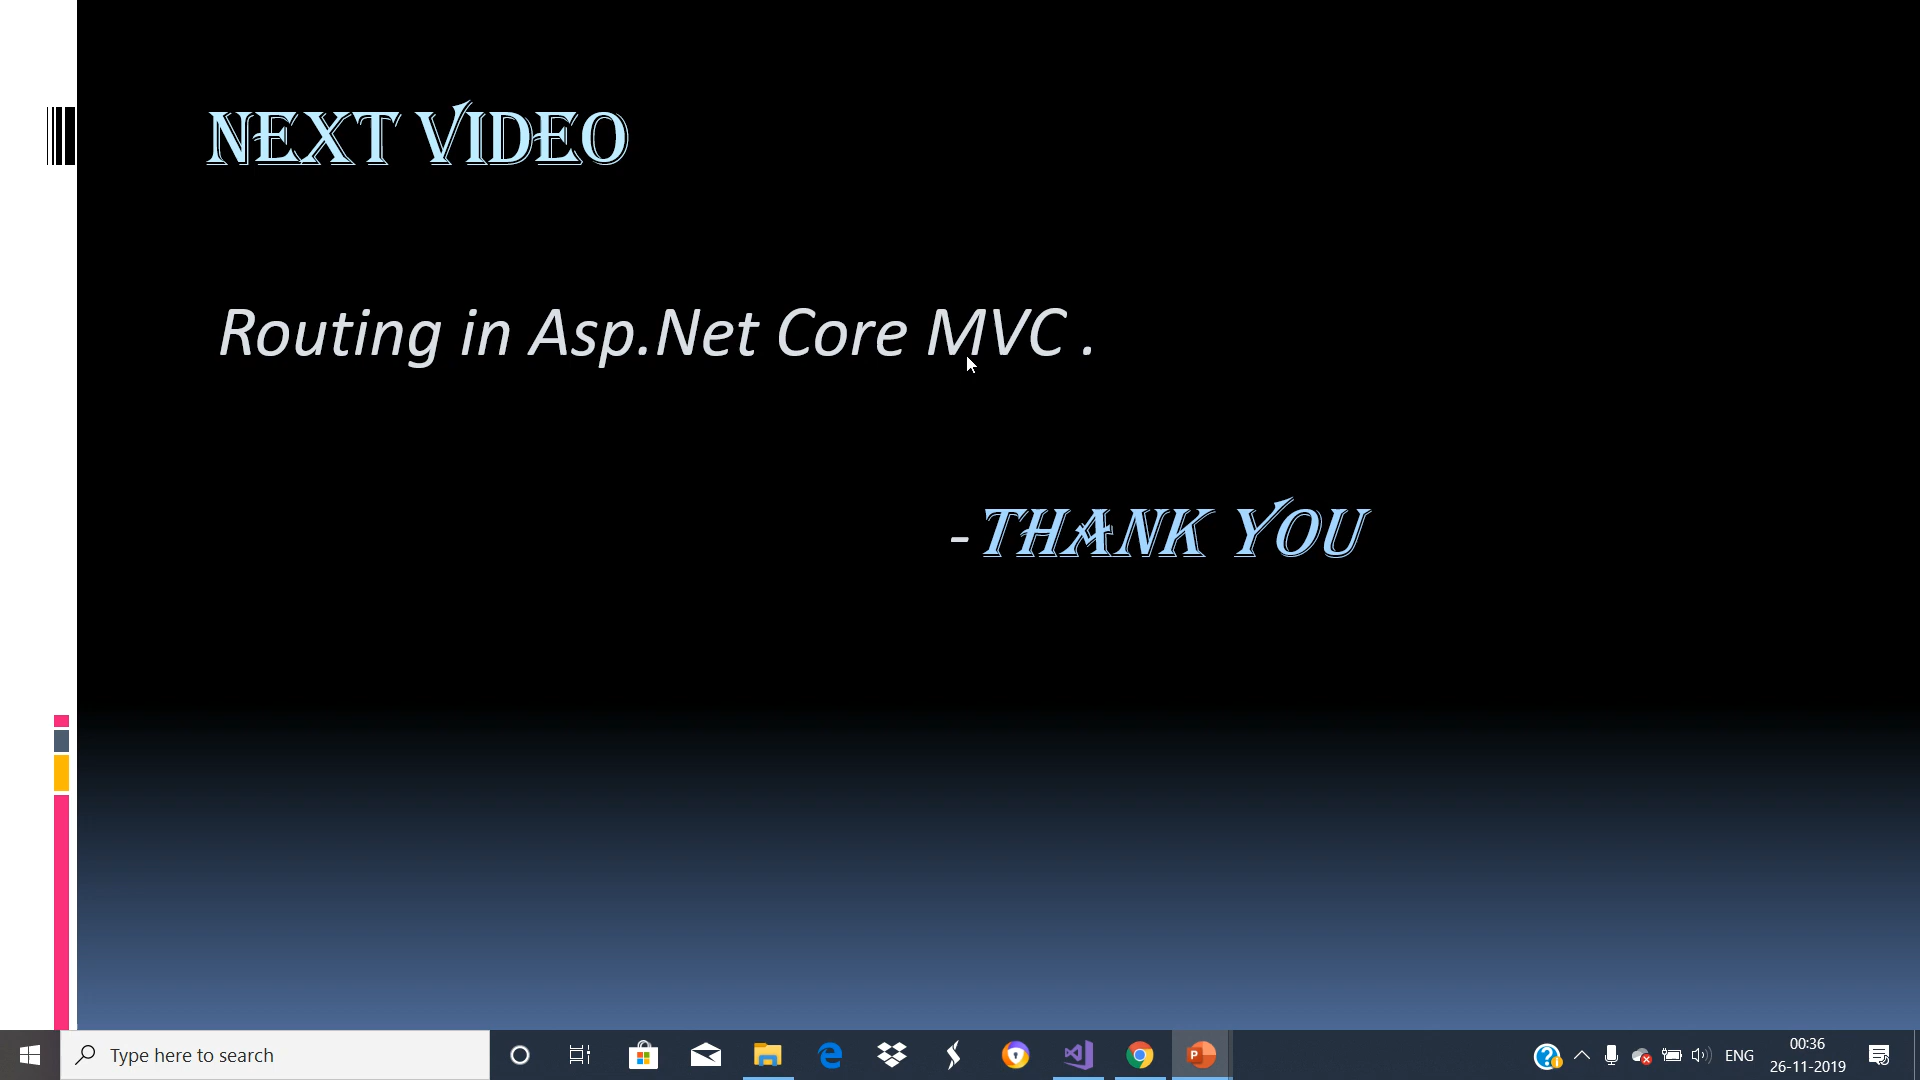 NEXT VIDEO
Routing in Asp.Net Core MVC .
-THANK YOU
Type here to search
ENG
00:36
26-11-2019